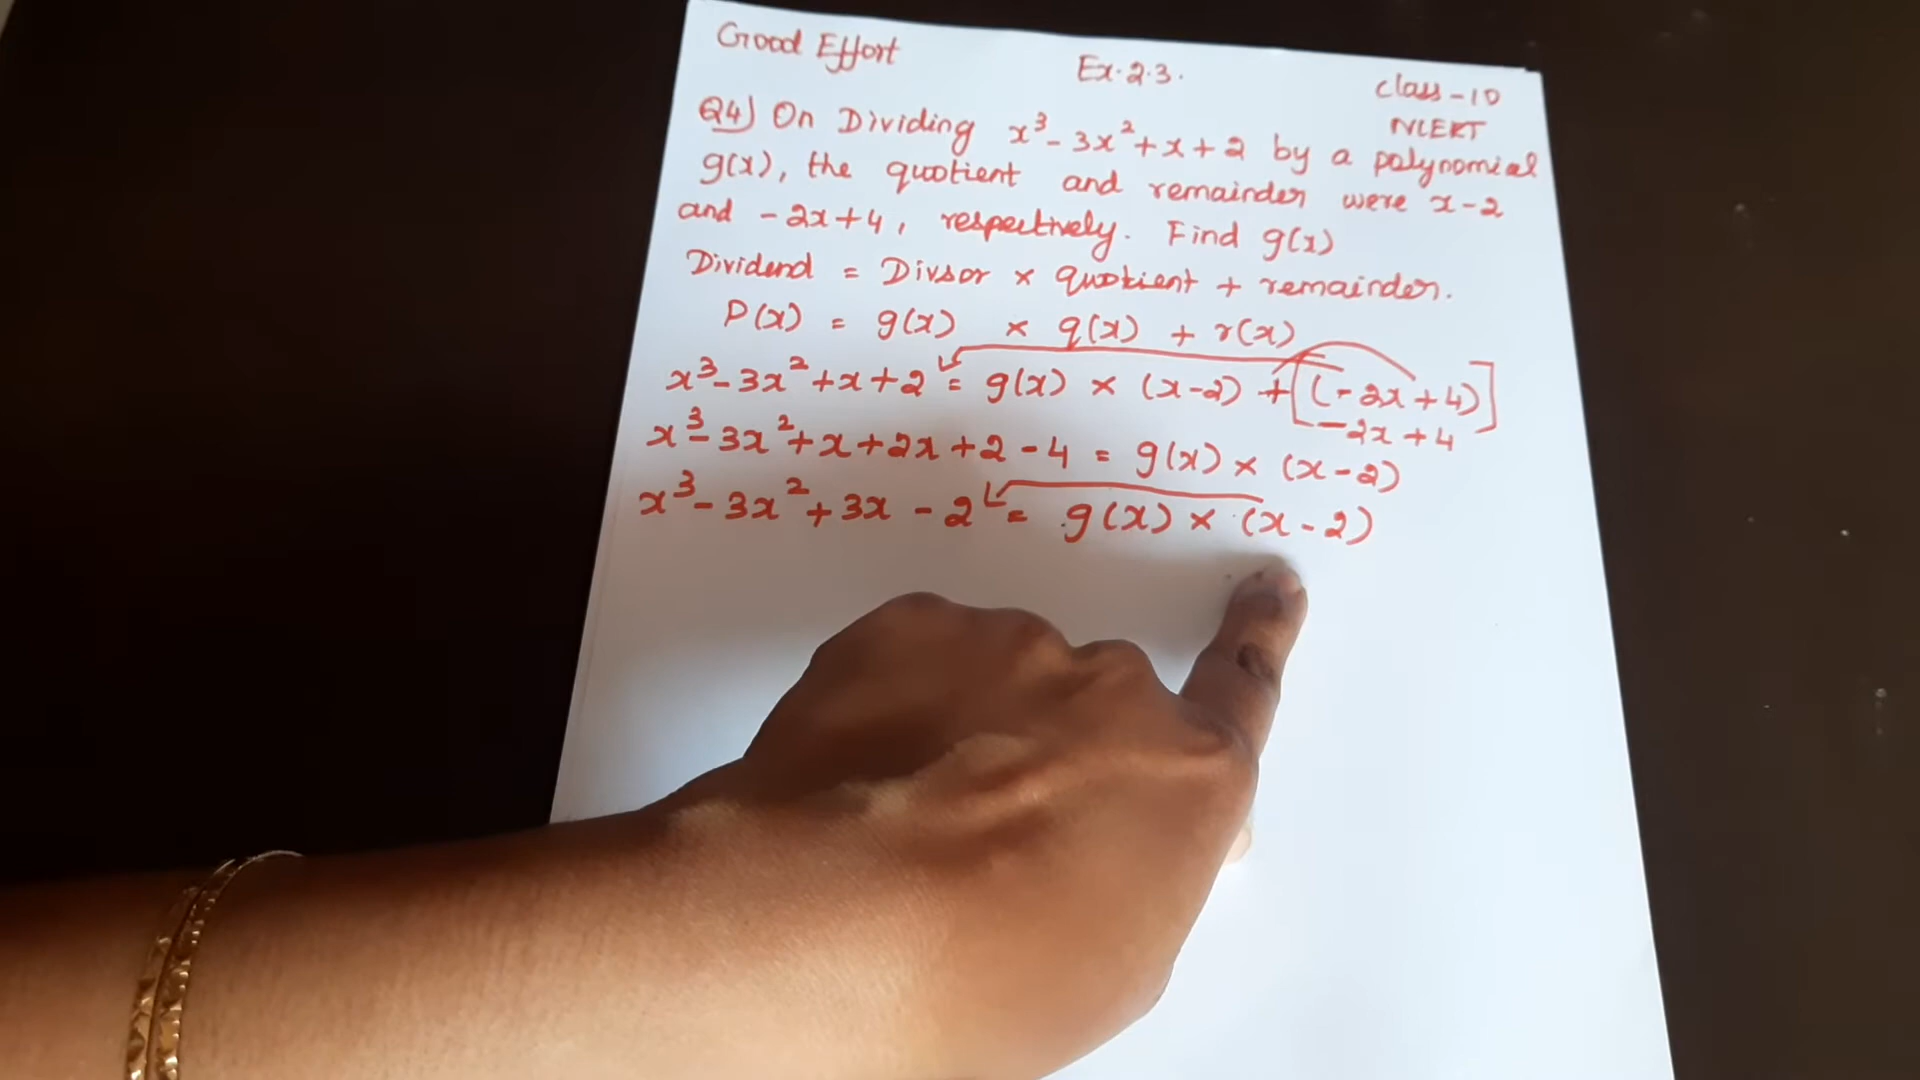 Good Effort Ex. 2.3. Class-10
NCERT
Q4) On Dividing x³ - 3x² + x + 2 by a polynomial
g(x), the quotient and remainder were x-2
and -2x+4, respectively. Find g(x)
Dividend = Divsor × quotient + remainder.
P(x) = g(x) × q(x) + r(x)
x³ - 3x² + x + 2 = g(x) × (x-2) + [(-2x+4)]
-2x+4
x³ - 3x² + x + 2x + 2 - 4 = g(x) × (x-2)
x³ - 3x² + 3x - 2 = g(x) × (x-2)